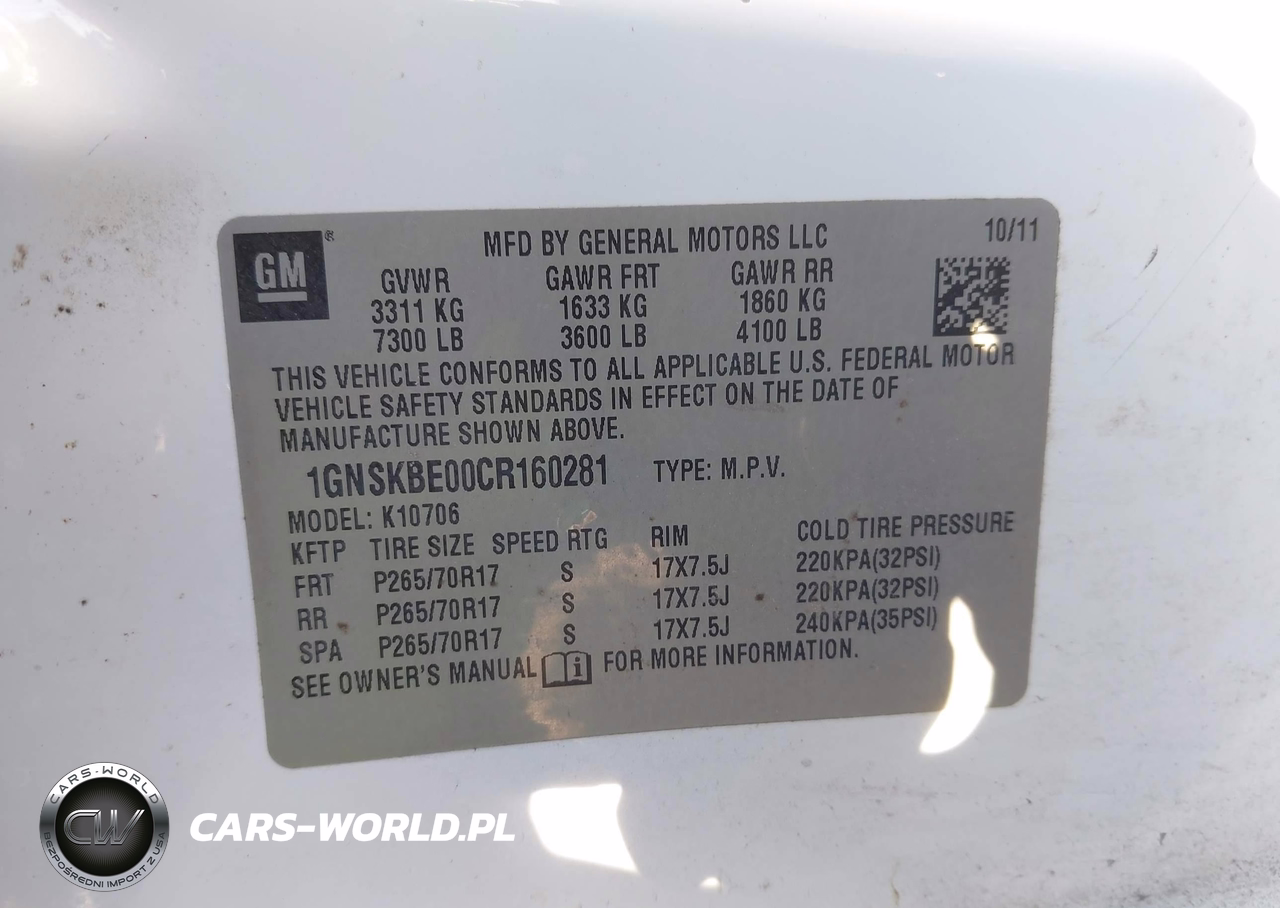 GM ®
MFD BY GENERAL MOTORS LLC 10/11
GVWR GAWR FRT GAWR RR
3311 KG 1633 KG 1860 KG
7300 LB 3600 LB 4100 LB
THIS VEHICLE CONFORMS TO ALL APPLICABLE U.S. FEDERAL MOTOR
VEHICLE SAFETY STANDARDS IN EFFECT ON THE DATE OF
MANUFACTURE SHOWN ABOVE.
1GNSKBE00CR160281 TYPE: M.P.V.
MODEL: K10706
KFTP TIRE SIZE SPEED RTG RIM COLD TIRE PRESSURE
FRT P265/70R17 S 17X7.5J 220KPA(32PSI)
RR P265/70R17 S 17X7.5J 220KPA(32PSI)
SPA P265/70R17 S 17X7.5J 240KPA(35PSI)
SEE OWNER'S MANUAL i FOR MORE INFORMATION.
CARS-WORLD
CW
BEZPOŚREDNI IMPORT Z USA
CARS-WORLD.PL